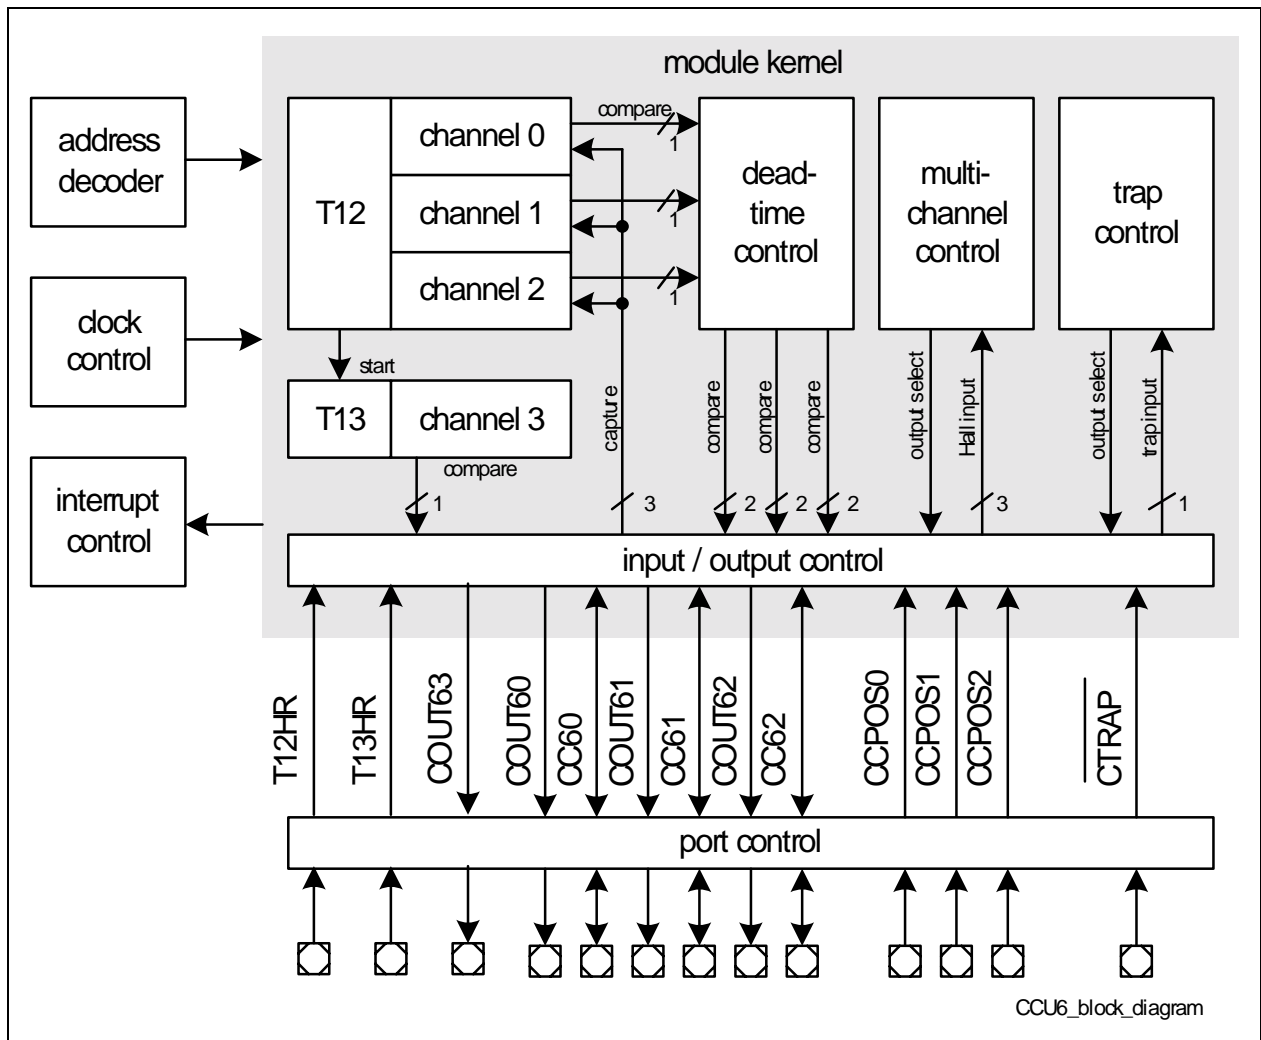 module kernel
address
decoder
clock
control
interrupt
control
T12
channel 0
channel 1
channel 2
compare
1
1
1
dead-
time
control
multi-
channel
control
trap
control
start
T13
channel 3
compare
1
capture
3
compare
2
compare
2
compare
2
output select
Hall input
3
output select
trap input
1
input / output control
T12HR
T13HR
COUT63
COUT60
CC60
COUT61
CC61
COUT62
CC62
CCPOS0
CCPOS1
CCPOS2
CTRAP
port control
CCU6_block_diagram